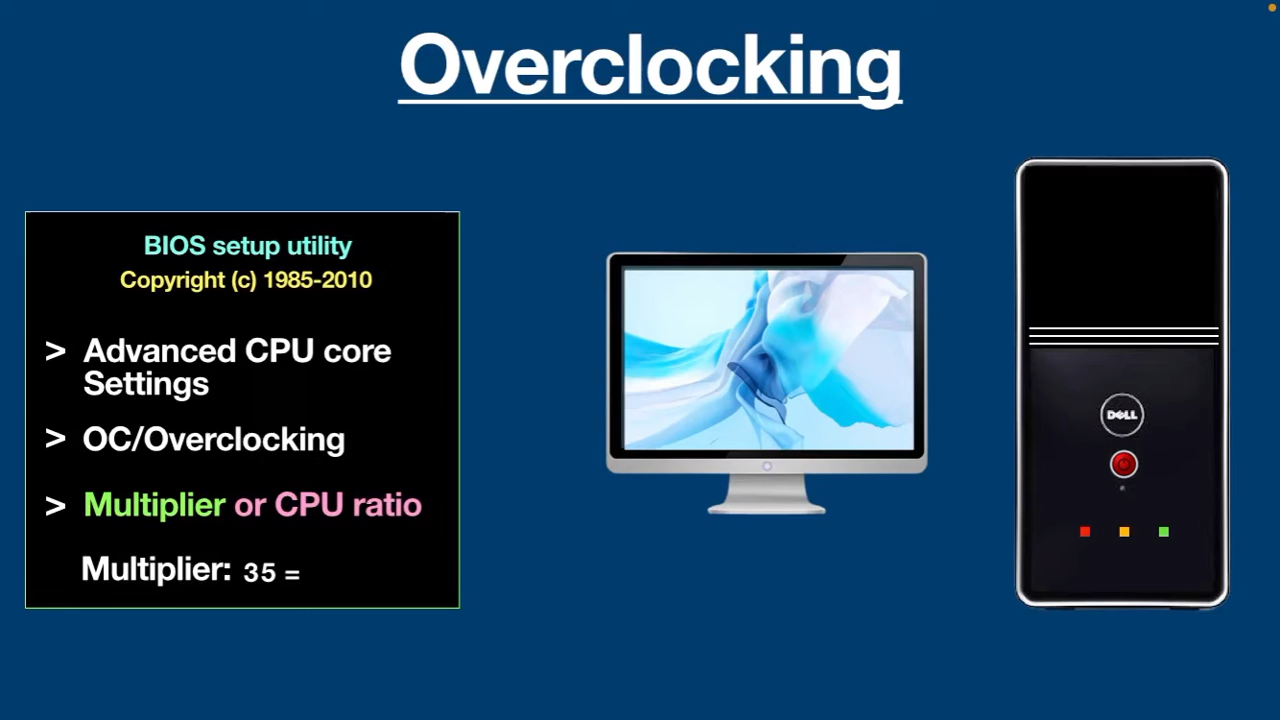 Overclocking
BIOS setup utility
Copyright (c) 1985-2010
> Advanced CPU core
Settings
> OC/Overclocking
> Multiplier or CPU ratio
Multiplier: 35 =
DELL